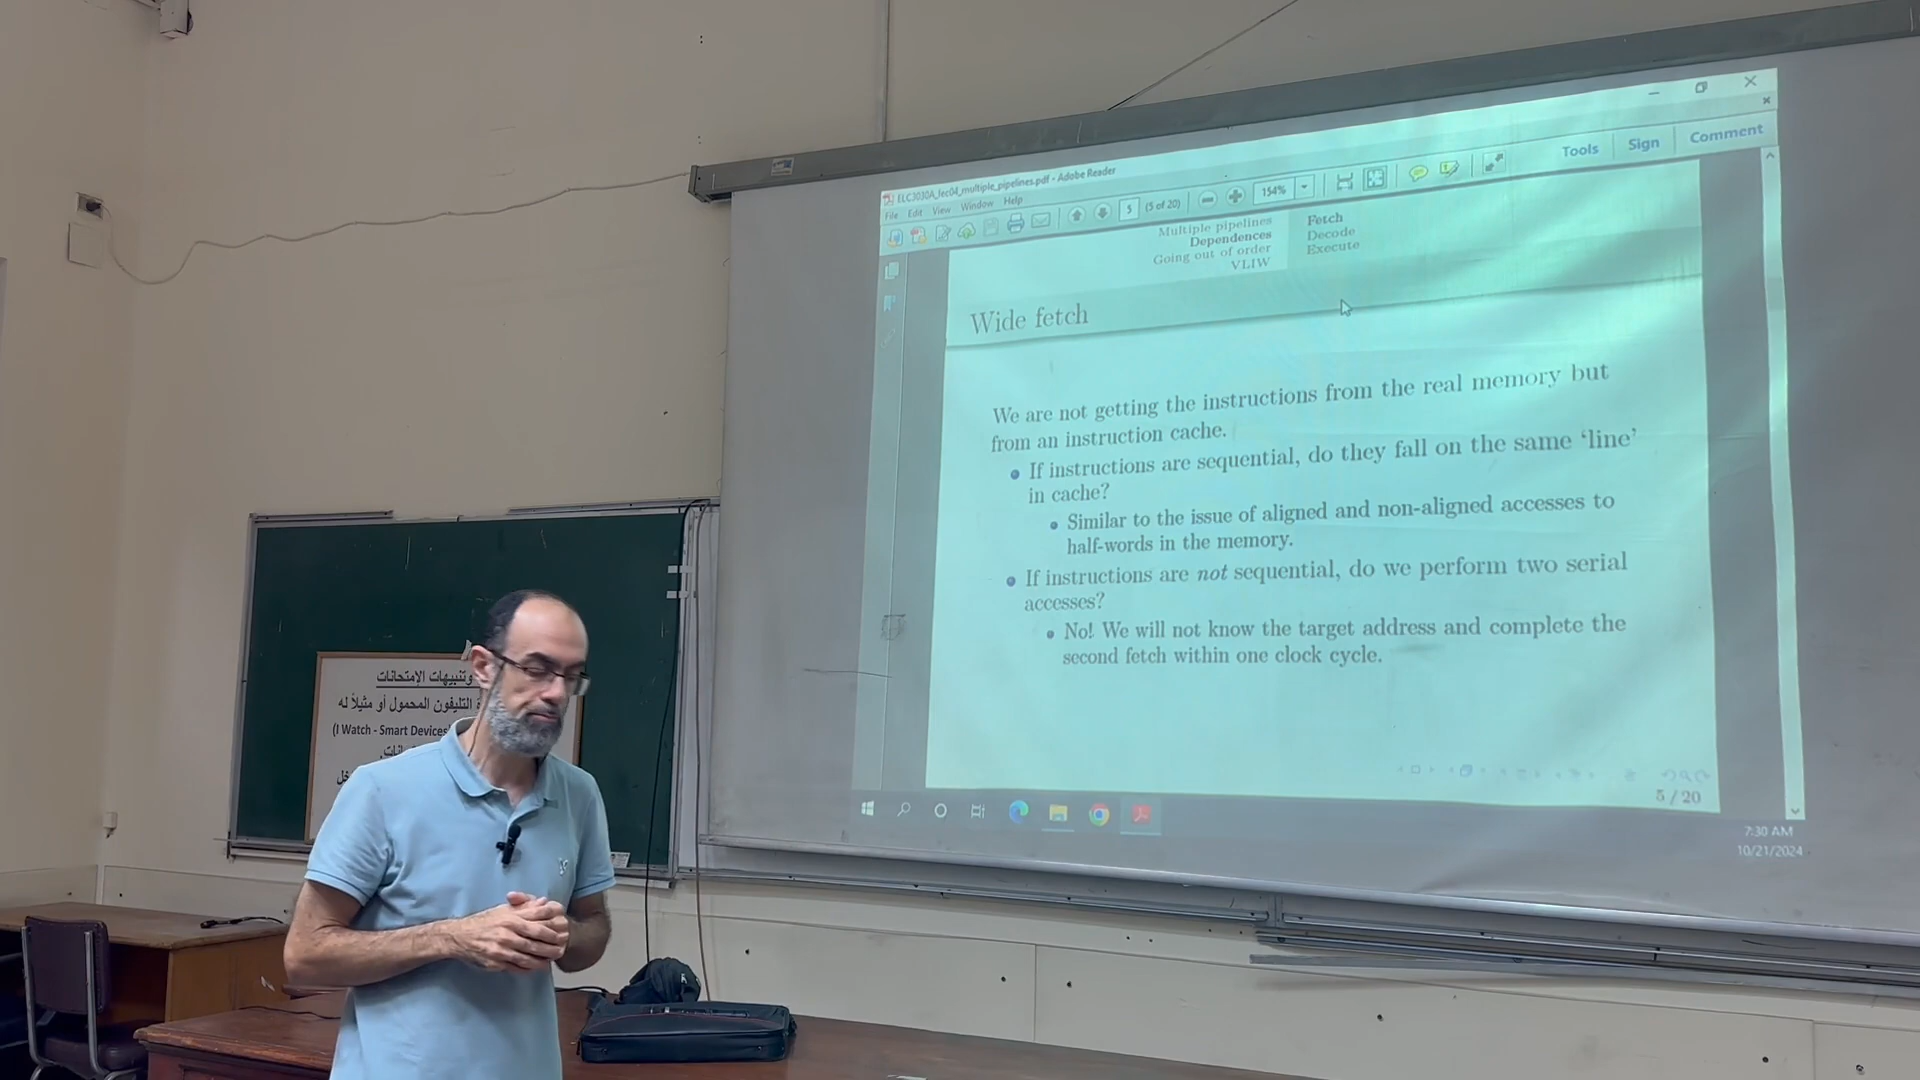 ELC3030A_lec04_multiple_pipelines.pdf - Adobe Reader
File Edit View Window Help
Tools Sign Comment
5 (5 of 20) 154%
Multiple pipelines
Dependences
Going out of order
VLIW
Fetch
Decode
Execute
Wide fetch
We are not getting the instructions from the real memory but
from an instruction cache.
If instructions are sequential, do they fall on the same ‘line’
in cache?
Similar to the issue of aligned and non-aligned accesses to
half-words in the memory.
If instructions are not sequential, do we perform two serial
accesses?
No! We will not know the target address and complete the
second fetch within one clock cycle.
5 / 20
7:30 AM
10/21/2024
وتنبيهات الإمتحانات
التليفون المحمول أو مثيلاً له
(I Watch - Smart Devices